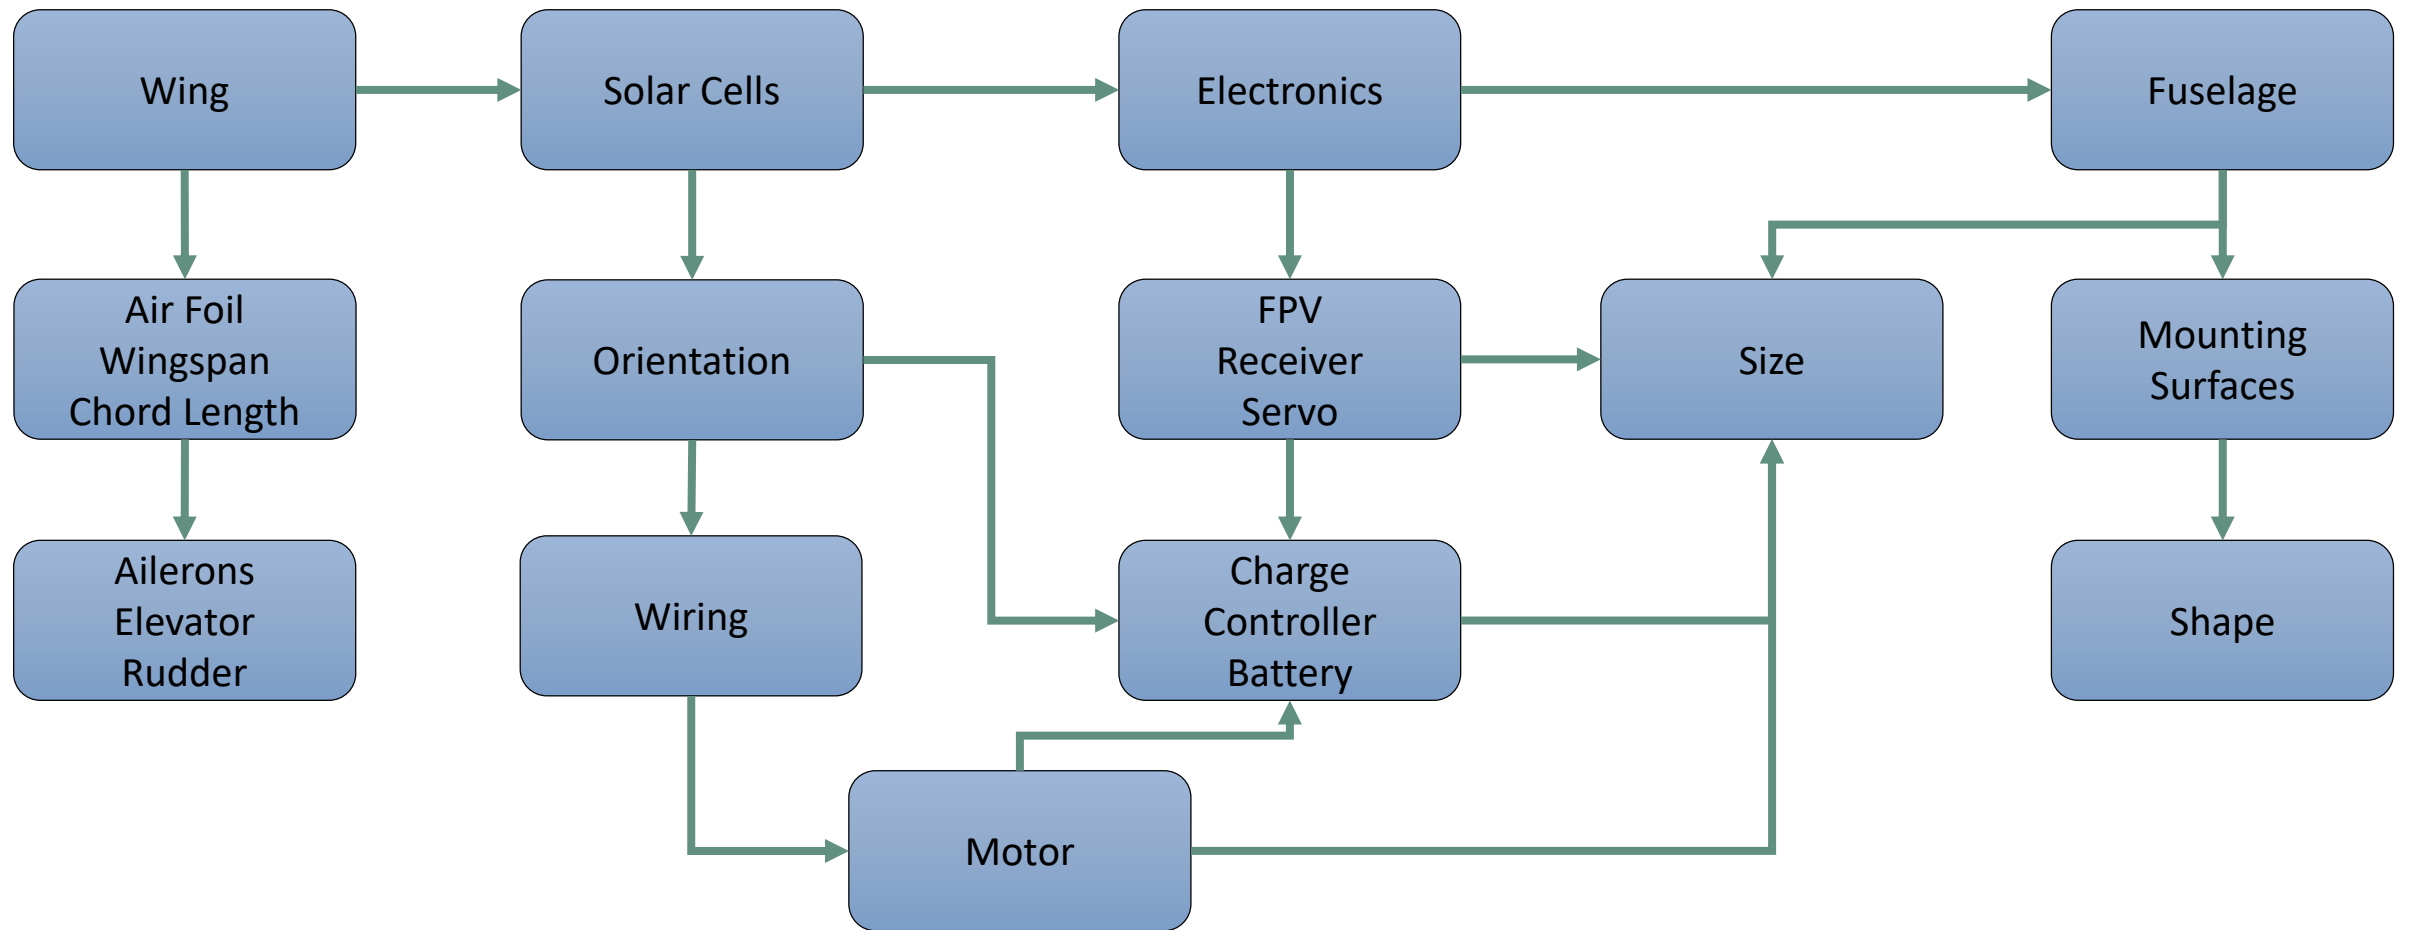 Wing
Solar Cells
Electronics
Fuselage
Air Foil
Wingspan
Chord Length
Orientation
FPV
Receiver
Servo
Size
Mounting
Surfaces
Ailerons
Elevator
Rudder
Wiring
Charge
Controller
Battery
Shape
Motor